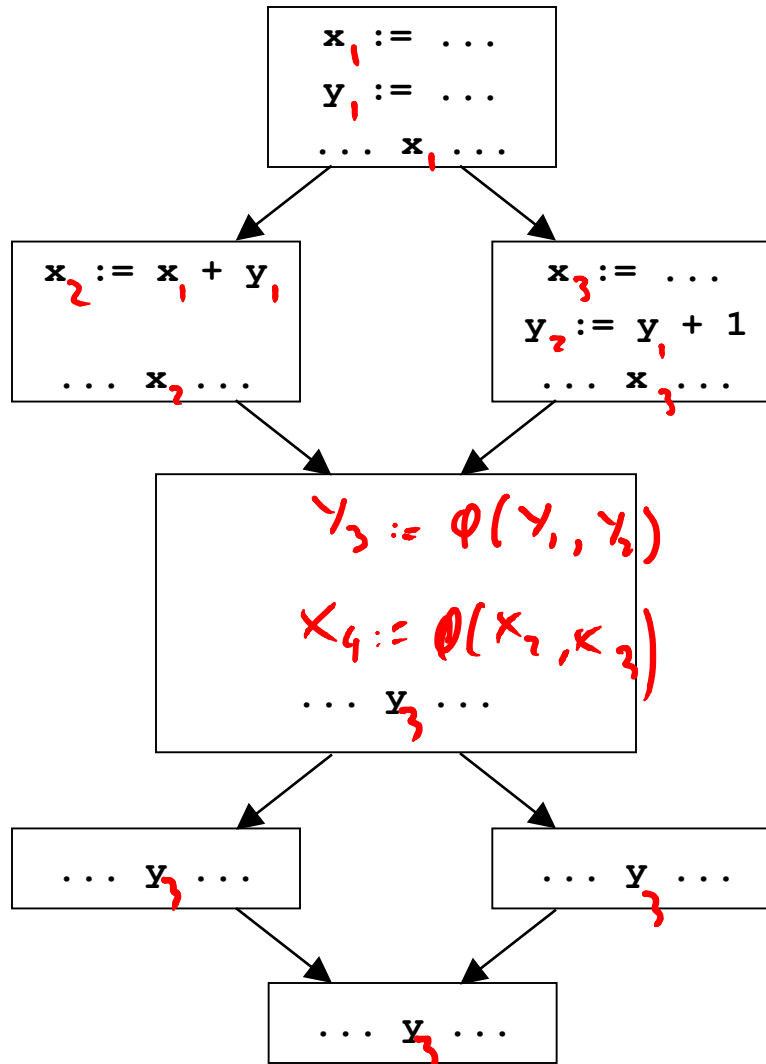 x₁ := ...
y₁ := ...
... x₁ ...
x₂ := x₁ + y₁
... x₂ ...
x₃ := ...
y₂ := y₁ + 1
... x₃ ...
y₃ := φ(y₁, y₂)
x₄ := φ(x₂, x₃)
... y₃ ...
... y₃ ...
... y₃ ...
... y₃ ...